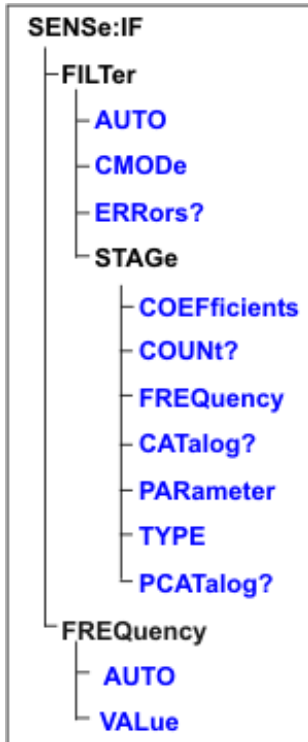 SENSe:IF
FILTer
AUTO
CMODe
ERRors?
STAGe
COEFficients
COUNt?
FREQuency
CATalog?
PARameter
TYPE
PCATalog?
FREQuency
AUTO
VALue